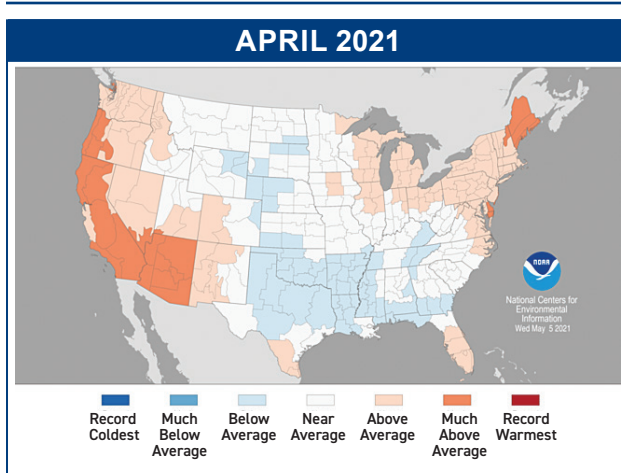 APRIL 2021
NOAA
National Centers for
Environmental
Information
Wed May 5 2021
Record
Coldest
Much
Below
Average
Below
Average
Near
Average
Above
Average
Much
Above
Average
Record
Warmest